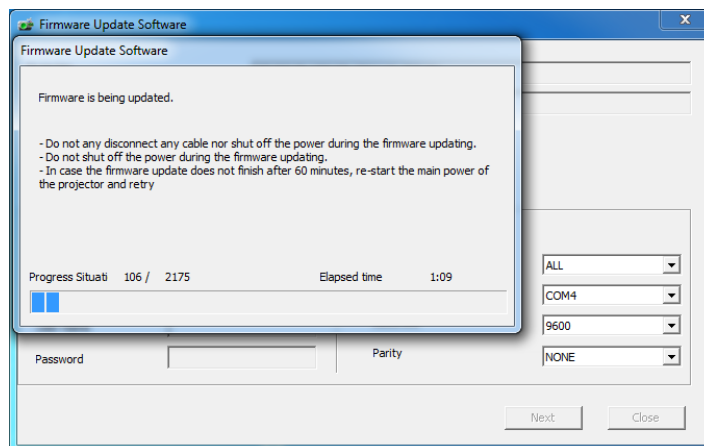 Firmware Update Software
X
Firmware Update Software
Firmware is being updated.
- Do not any disconnect any cable nor shut off the power during the firmware updating.
- Do not shut off the power during the firmware updating.
- In case the firmware update does not finish after 60 minutes, re-start the main power of
the projector and retry
Progress Situati 106 / 2175 Elapsed time 1:09
ALL
COM4
9600
Password Parity NONE
Next Close